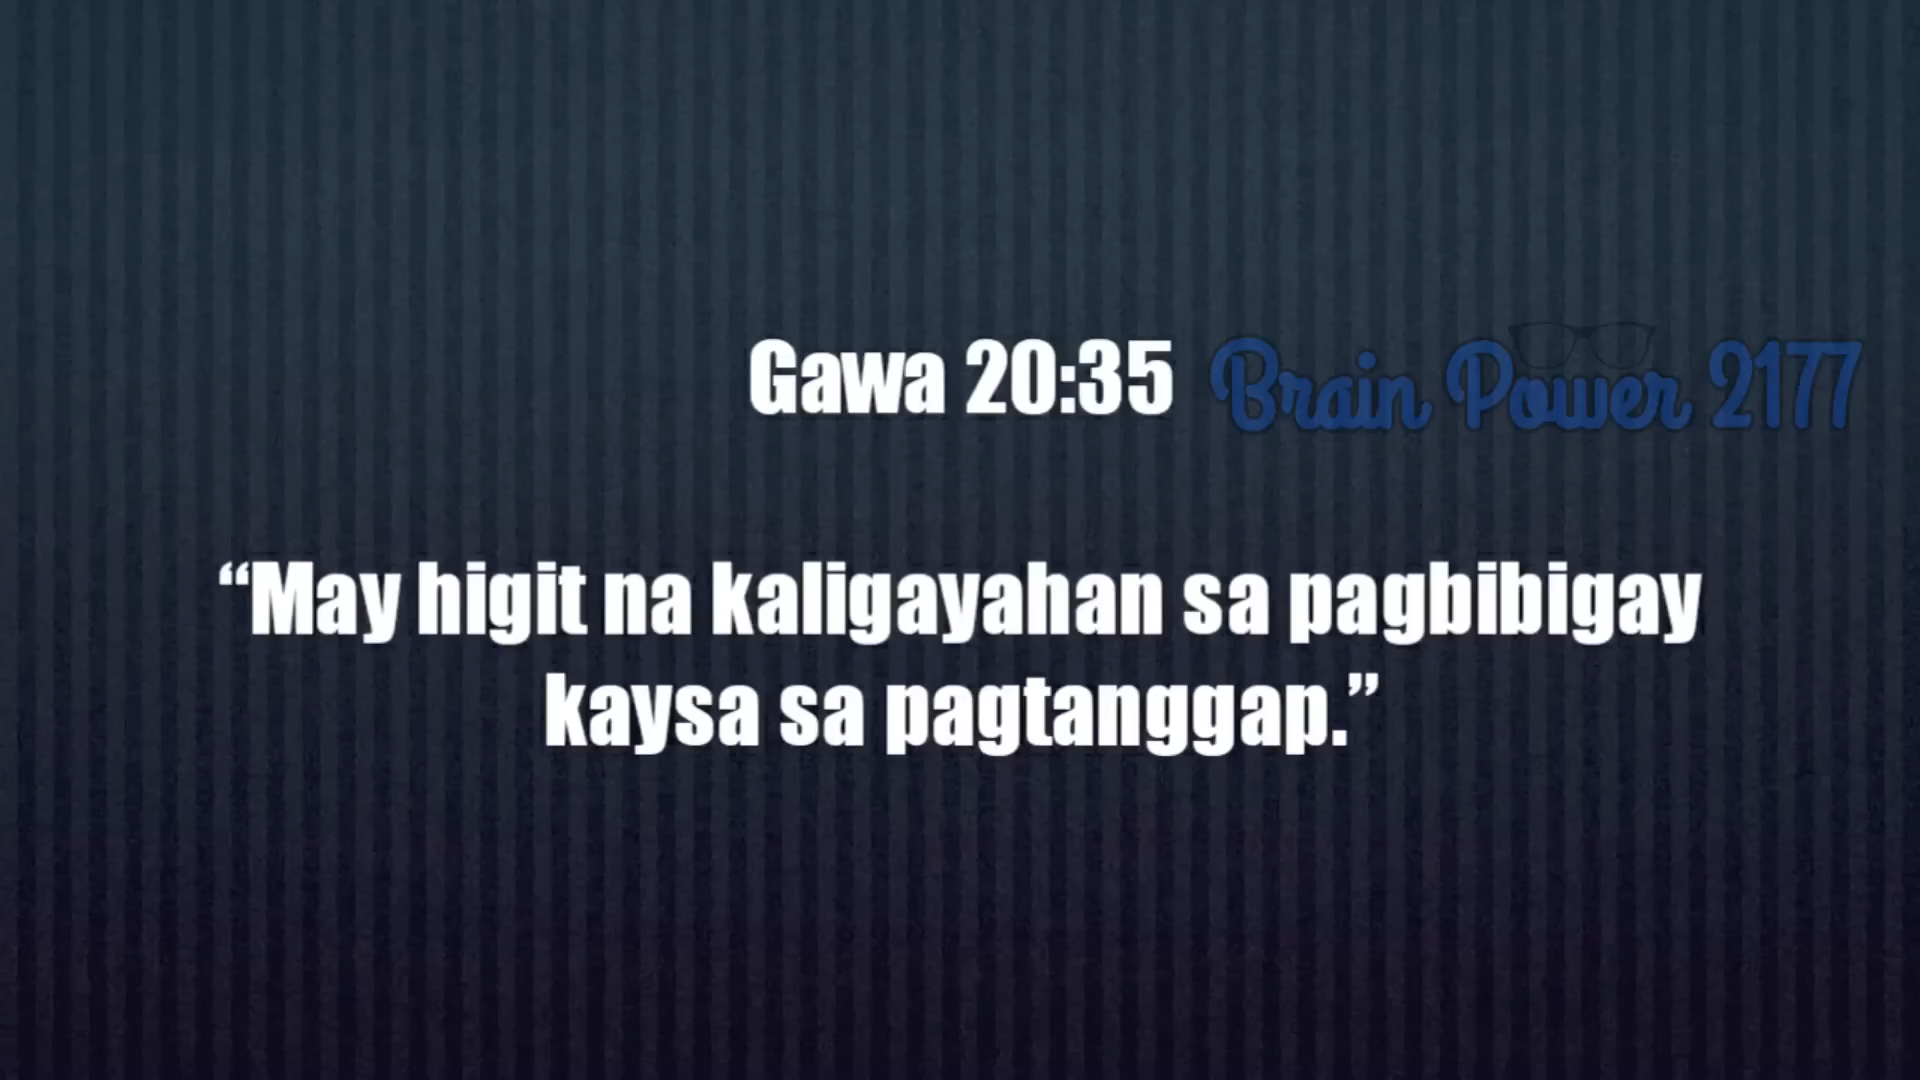 Gawa 20:35
Brain Power 2177
“May higit na kaligayahan sa pagbibigay
kaysa sa pagtanggap.”